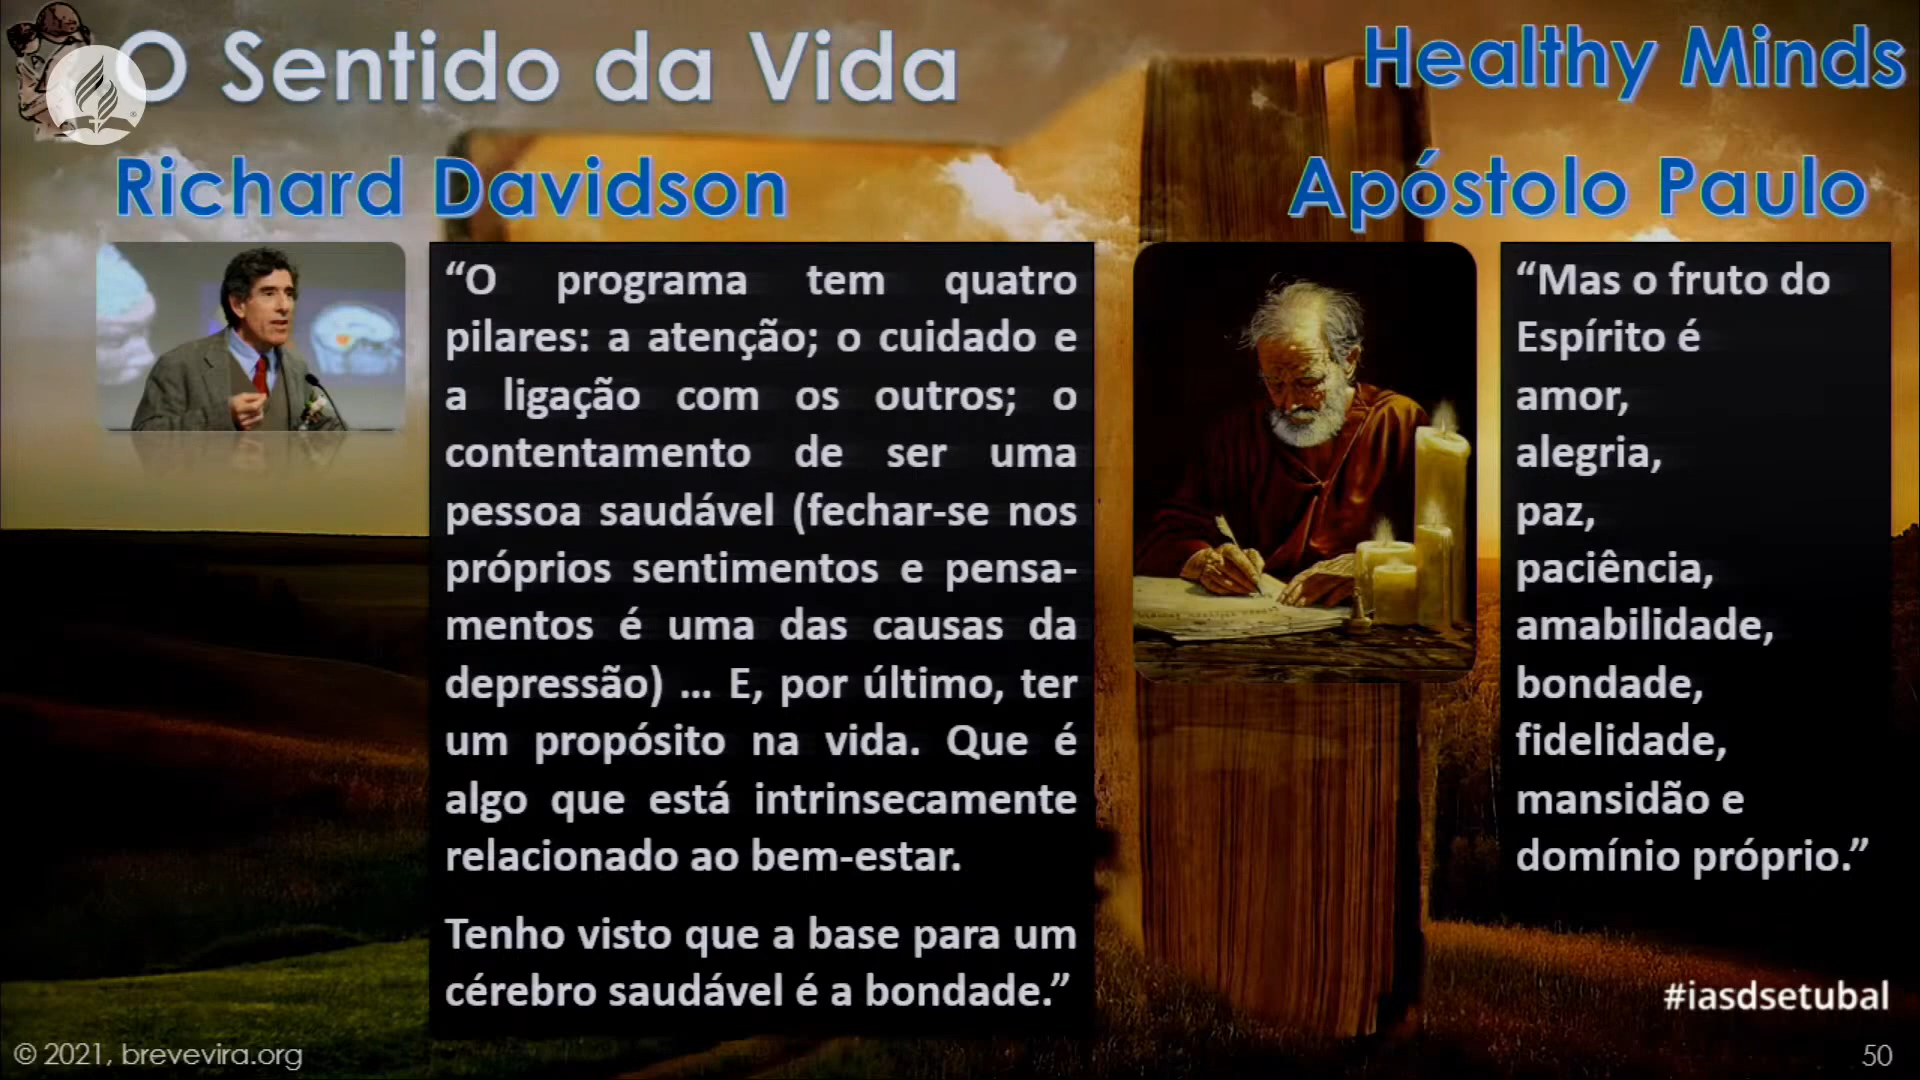 O Sentido da Vida
Healthy Minds
Richard Davidson
Apóstolo Paulo
“O programa tem quatro
pilares: a atenção; o cuidado e
a ligação com os outros; o
contentamento de ser uma
pessoa saudável (fechar-se nos
próprios sentimentos e pensa-
mentos é uma das causas da
depressão) ... E, por último, ter
um propósito na vida. Que é
algo que está intrinsecamente
relacionado ao bem-estar.
Tenho visto que a base para um
cérebro saudável é a bondade.”
“Mas o fruto do
Espírito é
amor,
alegria,
paz,
paciência,
amabilidade,
bondade,
fidelidade,
mansidão e
domínio próprio.”
#iasdsetubal
© 2021, brevevira.org
50